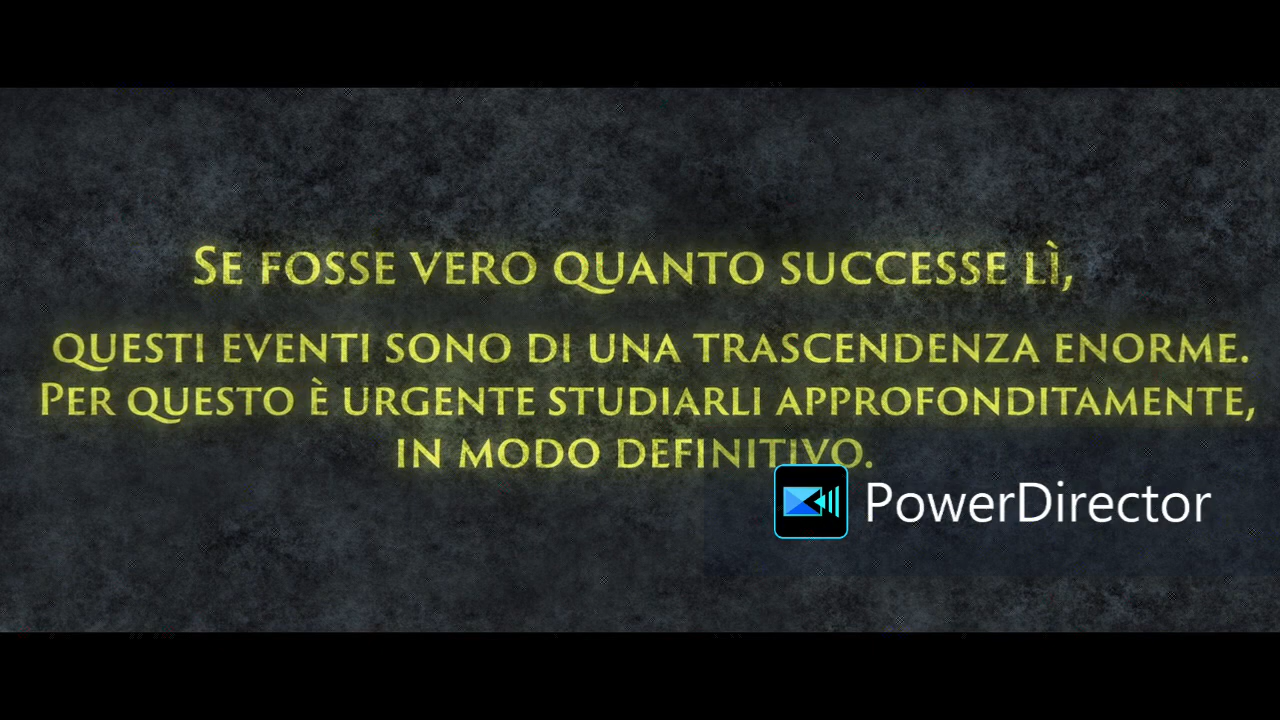 Se fosse vero quanto successe lì,
questi eventi sono di una trascendenza enorme.
Per questo è urgente studiarli approfonditamente,
in modo definitivo.
PowerDirector